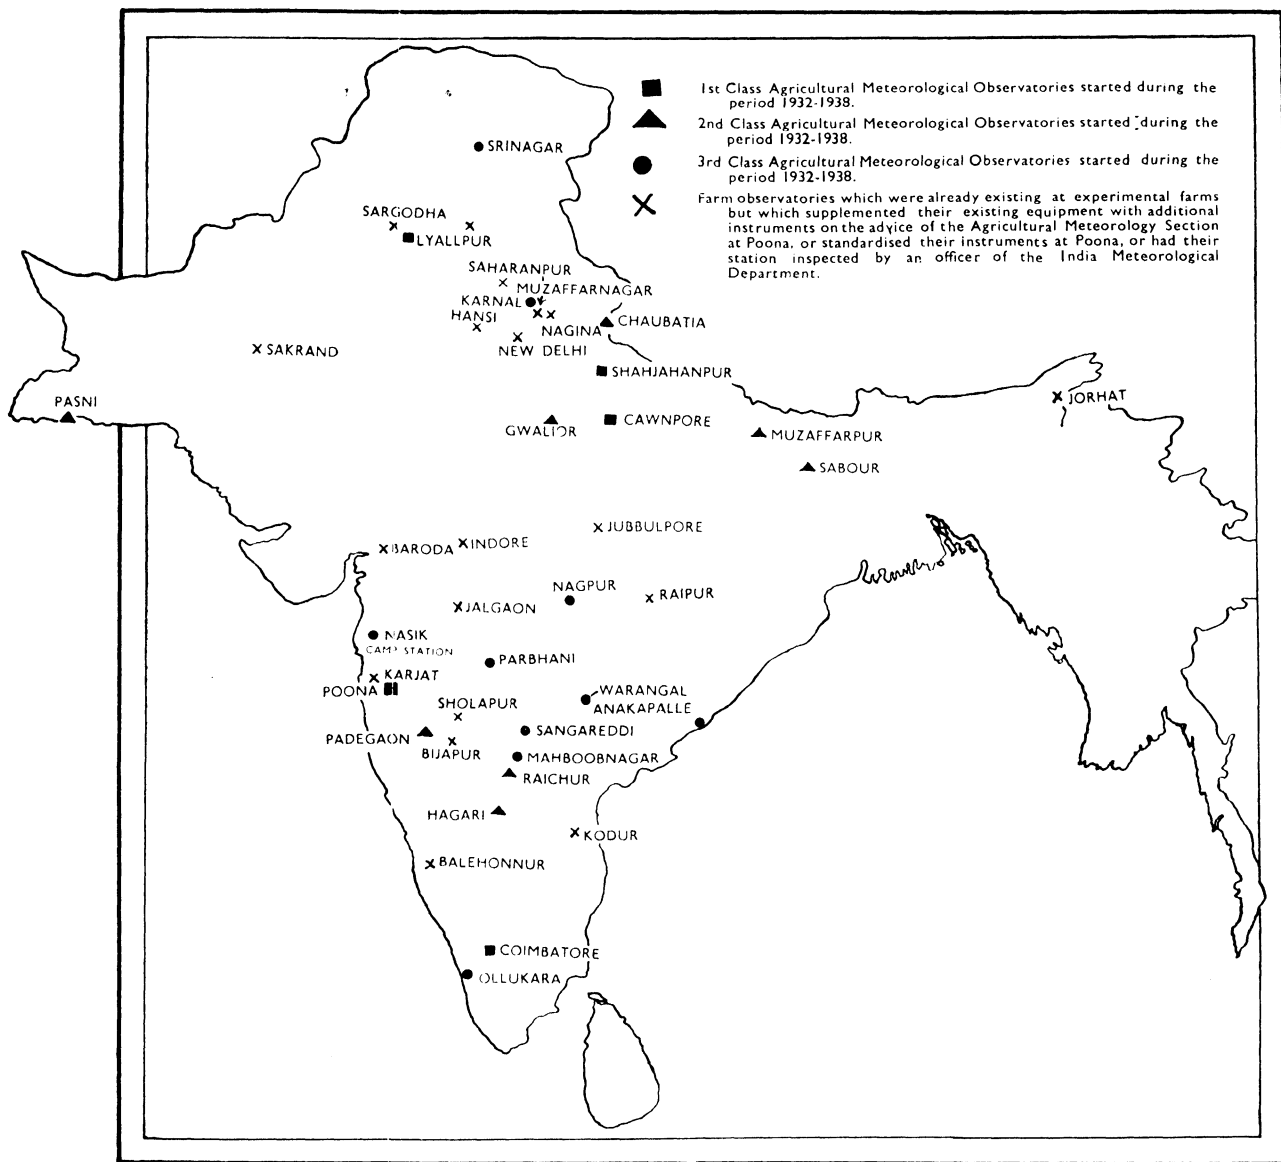 1st Class Agricultural Meteorological Observatories started during the
period 1932-1938.
2nd Class Agricultural Meteorological Observatories started during the
period 1932-1938.
3rd Class Agricultural Meteorological Observatories started during the
period 1932-1938.
Farm observatories which were already existing at experimental farms
but which supplemented their existing equipment with additional
instruments on the advice of the Agricultural Meteorology Section
at Poona, or standardised their instruments at Poona, or had their
station inspected by an officer of the India Meteorological
Department.
SRINAGAR
SARGODHA
LYALLPUR
SAHARANPUR
MUZAFFARNAGAR
KARNAL
HANSI
NAGINA
CHAUBATIA
NEW DELHI
SAKRAND
SHAHJAHANPUR
PASNI
JORHAT
GWALIOR
CAWNPORE
MUZAFFARPUR
SABOUR
JUBBULPORE
BARODA
INDORE
NAGPUR
RAIPUR
JALGAON
NASIK
CAMP STATION
PARBHANI
KARJAT
POONA
WARANGAL
SHOLAPUR
ANAKAPALLE
PADEGAON
SANGAREDDI
BIJAPUR
MAHBOOBNAGAR
RAICHUR
HAGARI
KODUR
BALEHONNUR
COIMBATORE
OLLUKARA